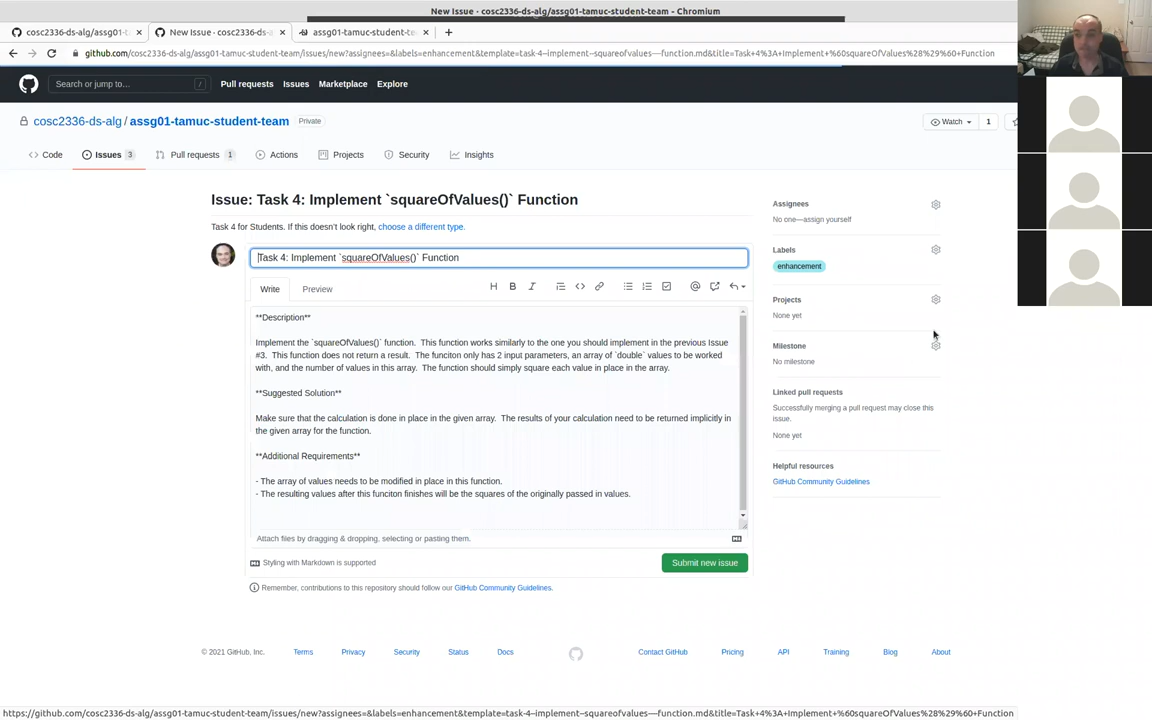 New Issue · cosc2336-ds-alg/assg01-tamuc-student-team - Chromium
cosc2336-ds-alg/assg01-t × New Issue · cosc2336-ds-a × assg01-tamuc-student-te × +
github.com/cosc2336-ds-alg/assg01-tamuc-student-team/issues/new?assignees=&labels=enhancement&template=task-4--implement--squareofvalues----function.md&title=Task+4%3A+Implement+%60squareOfValues%28%29%60+Function
Search or jump to... / Pull requests Issues Marketplace Explore
cosc2336-ds-alg / assg01-tamuc-student-team Private Watch 1
Code Issues 3 Pull requests 1 Actions Projects Security Insights
Issue: Task 4: Implement `squareOfValues()` Function
Task 4 for Students. If this doesn't look right, choose a different type.
Task 4: Implement `squareOfValues()` Function
Write Preview
**Description**
Implement the `squareOfValues()` function. This function works similarly to the one you should implement in the previous Issue
#3. This function does not return a result. The funciton only has 2 input parameters, an array of `double` values to be worked
with, and the number of values in this array. The function should simply square each value in place in the array.
**Suggested Solution**
Make sure that the calculation is done in place in the given array. The results of your calculation need to be returned implicitly in
the given array for the function.
**Additional Requirements**
- The array of values needs to be modified in place in this function.
- The resulting values after this funciton finishes will be the squares of the originally passed in values.
Attach files by dragging & dropping, selecting or pasting them.
Styling with Markdown is supported
Submit new issue
Remember, contributions to this repository should follow our GitHub Community Guidelines.
Assignees
No one—assign yourself
Labels
enhancement
Projects
None yet
Milestone
No milestone
Linked pull requests
Successfully merging a pull request may close this
issue.
None yet
Helpful resources
GitHub Community Guidelines
© 2021 GitHub, Inc. Terms Privacy Security Status Docs Contact GitHub Pricing API Training Blog About
https://github.com/cosc2336-ds-alg/assg01-tamuc-student-team/issues/new?assignees=&labels=enhancement&template=task-4--implement--squareofvalues----function.md&title=Task+4%3A+Implement+%60squareOfValues%28%29%60+Function